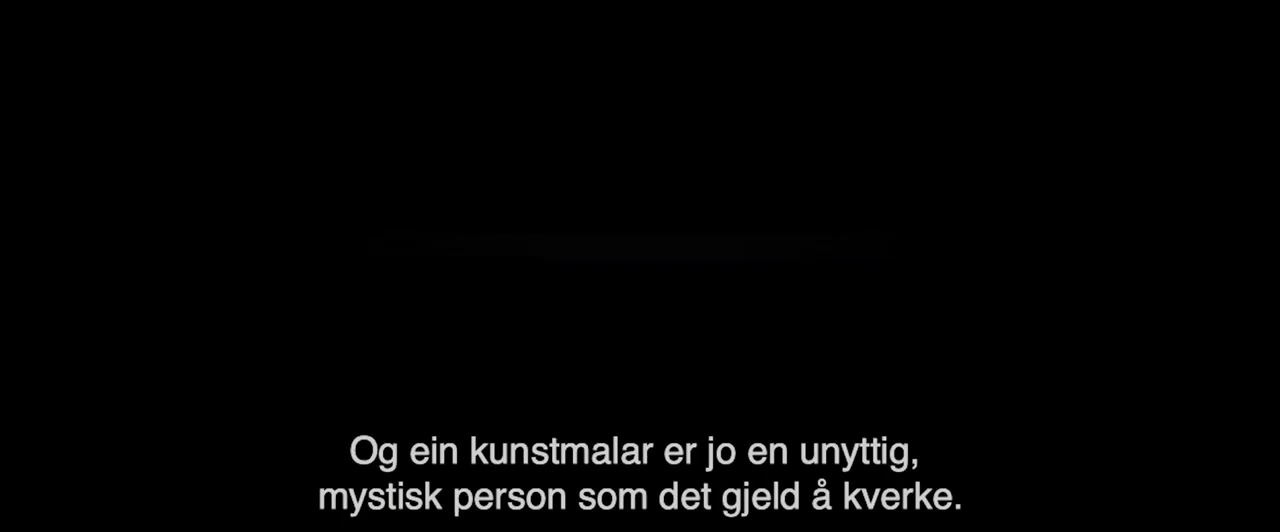 Og ein kunstmalar er jo en unyttig,
mystisk person som det gjeld å kverke.